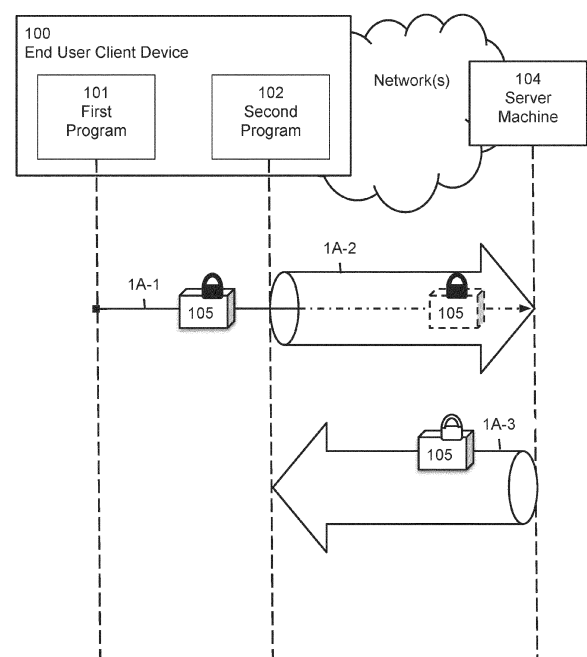 100
End User Client Device
101
First
Program
102
Second
Program
Network(s)
104
Server
Machine
1A-1
105
1A-2
105
105
1A-3